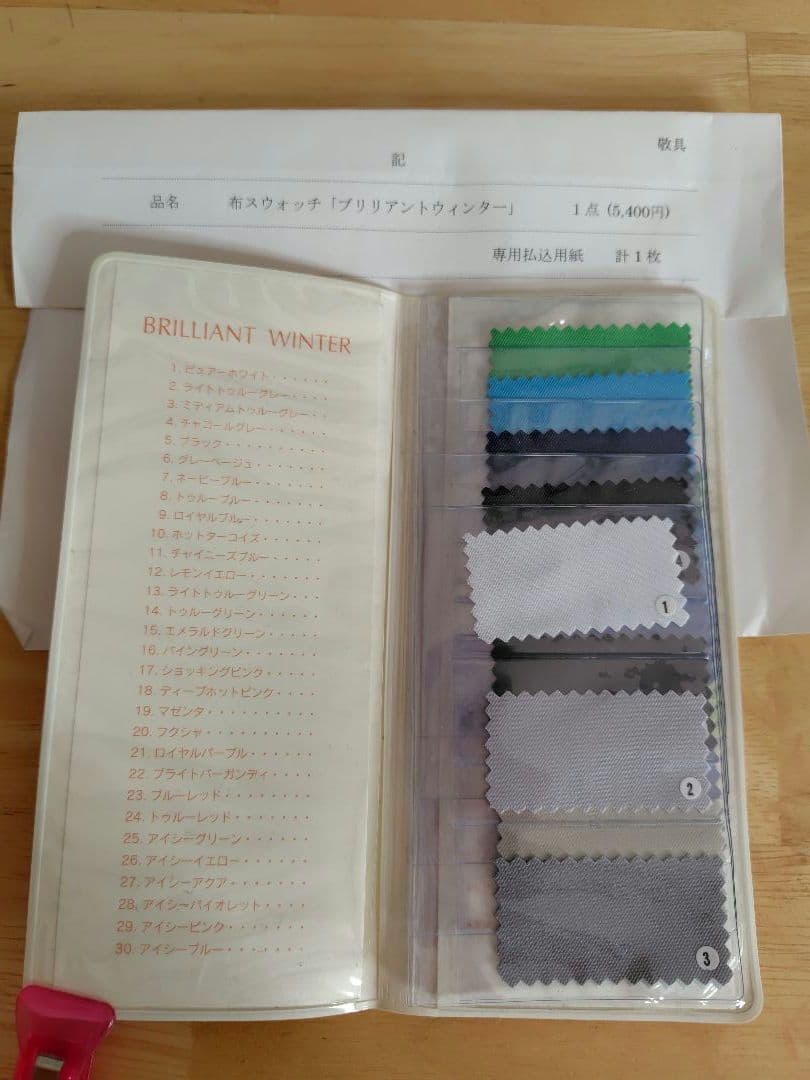 敬具
記
品名 布スウォッチ「ブリリアントウィンター」 1点 (5,400円)
専用払込用紙 計1枚
BRILLIANT WINTER
1. ピュアーホワイト・・・・・・
2. ライトトゥルーグレー・・・・
3. ミディアムトゥルーグレー・・
4. チャコールグレー・・・・・・
5. ブラック・・・・・・・・・・
6. グレーベージュ・・・・・・・
7. ネービーブルー・・・・・・・
8. トゥルーブルー・・・・・・・
9. ロイヤルブルー・・・・・・・
10. ホットターコイズ・・・・・・
11. チャイニーズブルー・・・・・
12. レモンイエロー・・・・・・・
13. ライトトゥルーグリーン・・・
14. トゥルーグリーン・・・・・・
15. エメラルドグリーン・・・・・
16. パイングリーン・・・・・・・
17. ショッキングピンク・・・・・
18. ディープホットピンク・・・・
19. マゼンタ・・・・・・・・・・
20. フクシャ・・・・・・・・・・
21. ロイヤルパープル・・・・・・
22. ブライトバーガンディ・・・・
23. ブルーレッド・・・・・・・・
24. トゥルーレッド・・・・・・・
25. アイシーグリーン・・・・・・
26. アイシーイエロー・・・・・・
27. アイシーアクア・・・・・・・
28. アイシーバイオレット・・・・
29. アイシーピンク・・・・・・・
30. アイシーブルー・・・・・・・
4
1
2
3